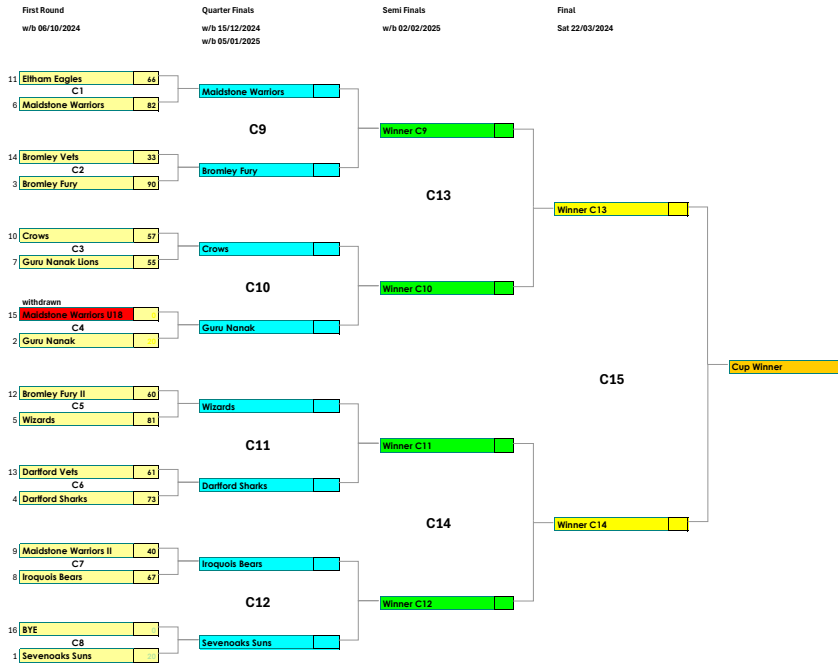 First Round
Quarter Finals
Semi Finals
Final
w/b 06/10/2024
w/b 15/12/2024
w/b 02/02/2025
Sat 22/03/2024
w/b 05/01/2025
11 Eltham Eagles 66
C1
6 Maidstone Warriors 82
Maidstone Warriors
C9
14 Bromley Vets 33
C2
3 Bromley Fury 90
Bromley Fury
Winner C9
C13
10 Crows 57
C3
7 Guru Nanak Lions 55
Crows
C10
withdrawn
15 Maidstone Warriors U18
C4
2 Guru Nanak
Guru Nanak
Winner C10
Winner C13
C15
Cup Winner
12 Bromley Fury II 60
C5
5 Wizards 81
Wizards
C11
13 Dartford Vets 61
C6
4 Dartford Sharks 73
Dartford Sharks
Winner C11
C14
9 Maidstone Warriors II 40
C7
8 Iroquois Bears 67
Iroquois Bears
C12
16 BYE
C8
1 Sevenoaks Suns
Sevenoaks Suns
Winner C12
Winner C14